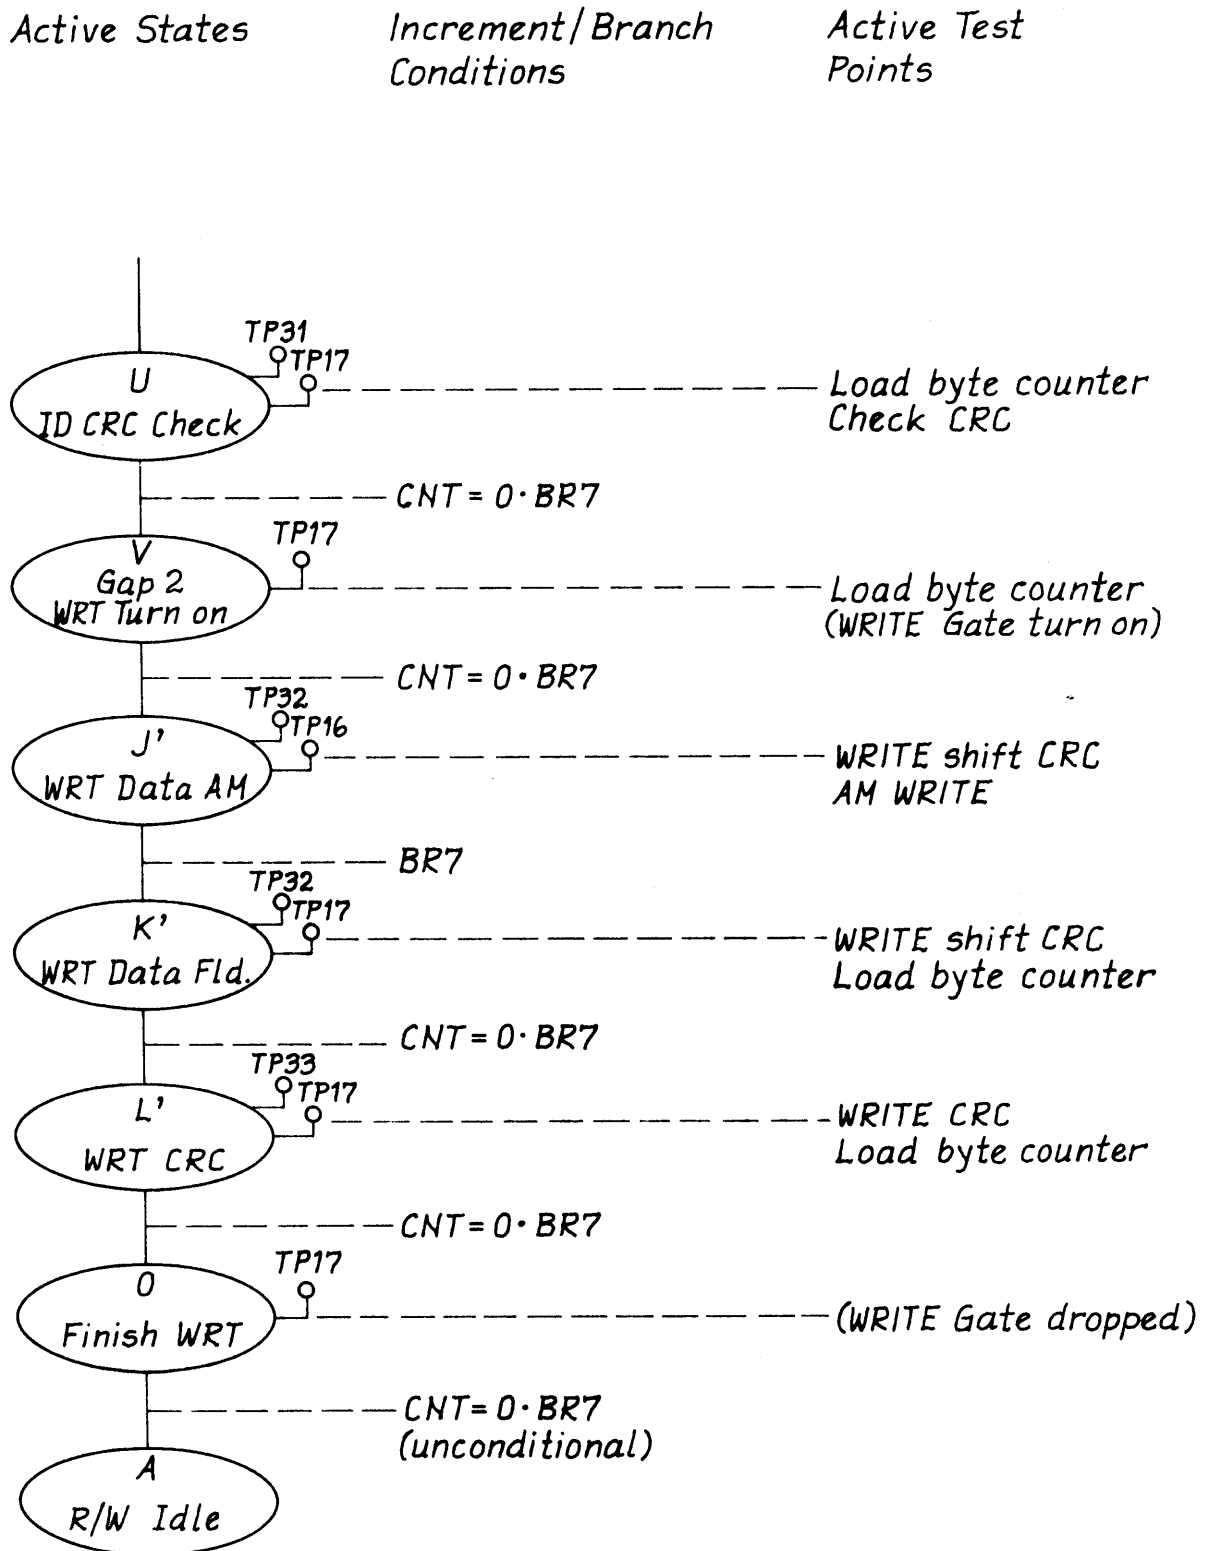 Active States
Increment/Branch
Conditions
Active Test
Points
TP31
TP17
U
ID CRC Check
Load byte counter
Check CRC
CNT = 0·BR7
TP17
V
Gap 2
WRT Turn on
Load byte counter
(WRITE Gate turn on)
CNT = 0·BR7
TP32
TP16
J'
WRT Data AM
WRITE shift CRC
AM WRITE
BR7
TP32
TP17
K'
WRT Data Fld.
WRITE shift CRC
Load byte counter
CNT = 0·BR7
TP33
TP17
L'
WRT CRC
WRITE CRC
Load byte counter
CNT = 0·BR7
TP17
O
Finish WRT
(WRITE Gate dropped)
CNT = 0·BR7
(unconditional)
A
R/W Idle